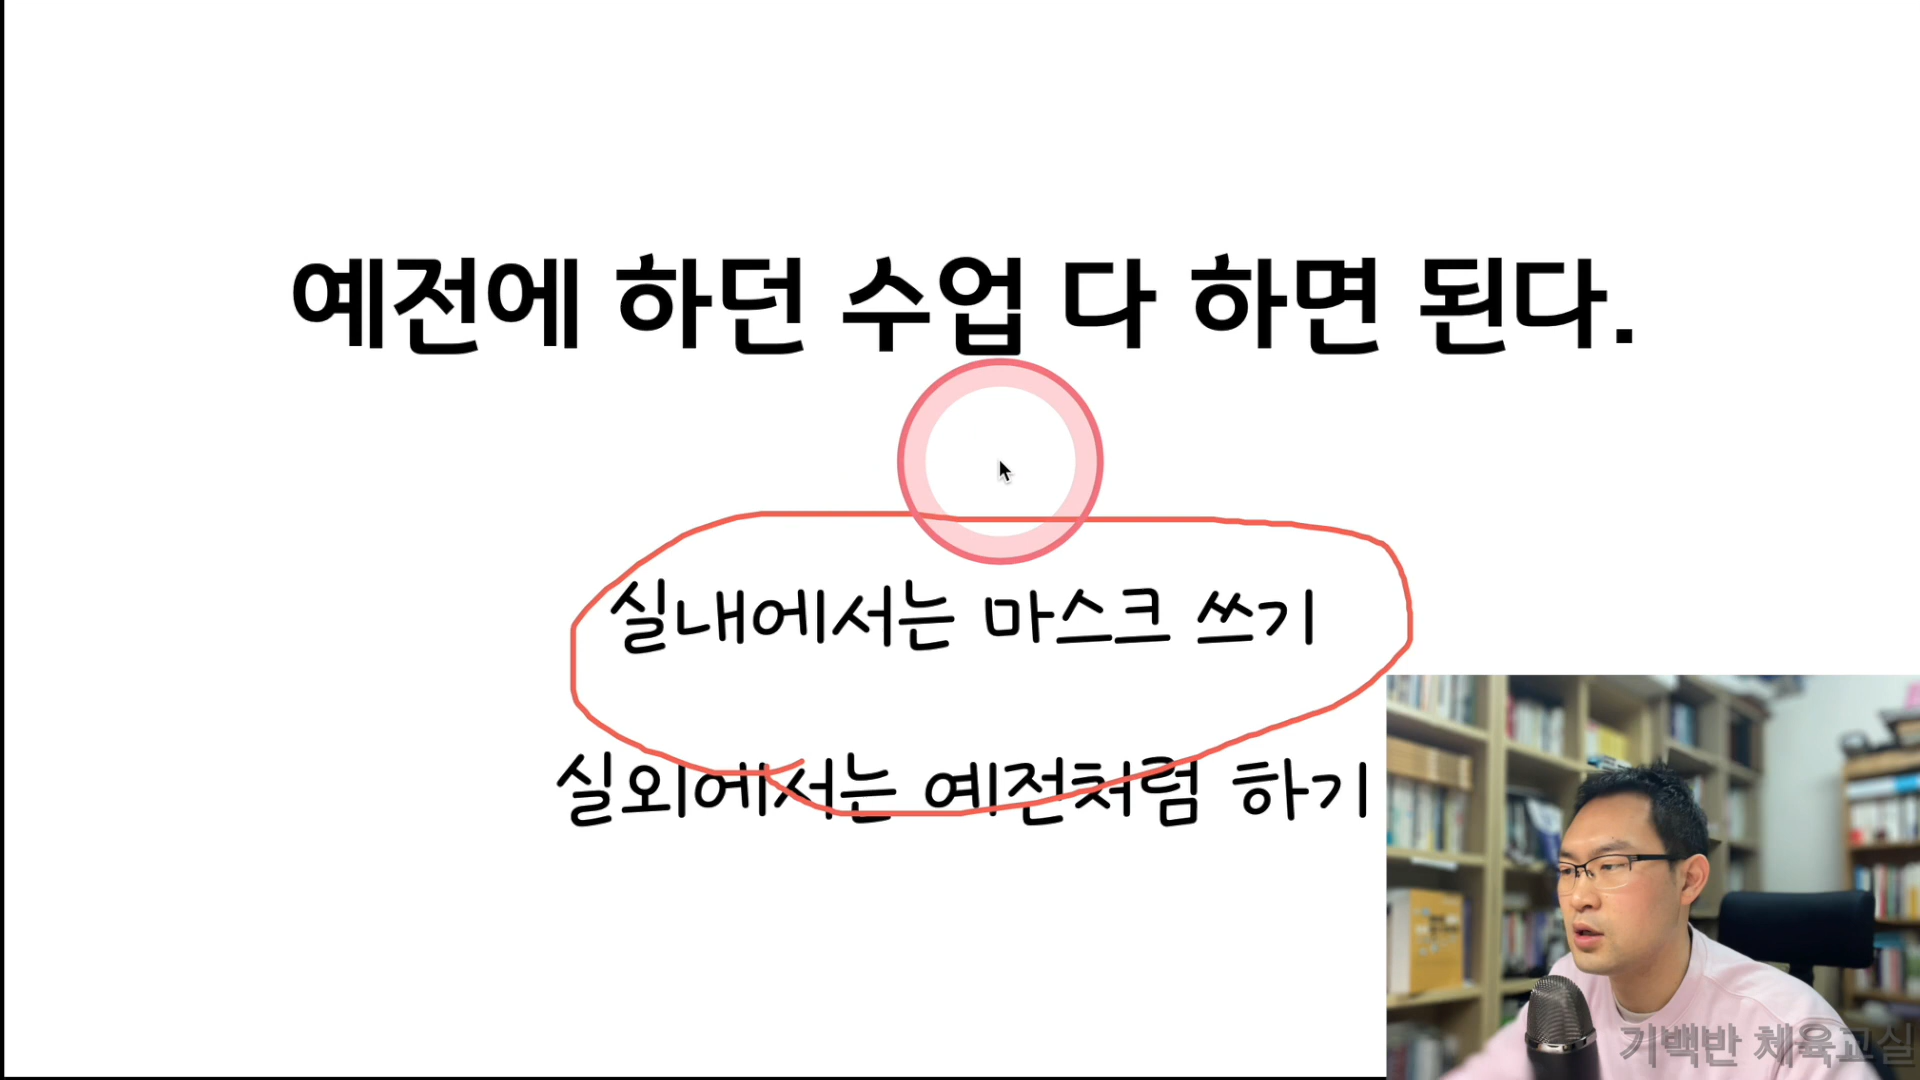 예전에 하던 수업 다 하면 된다.
실내에서는 마스크 쓰기
실외에서는 예전처럼 하기
기백반 체육교실